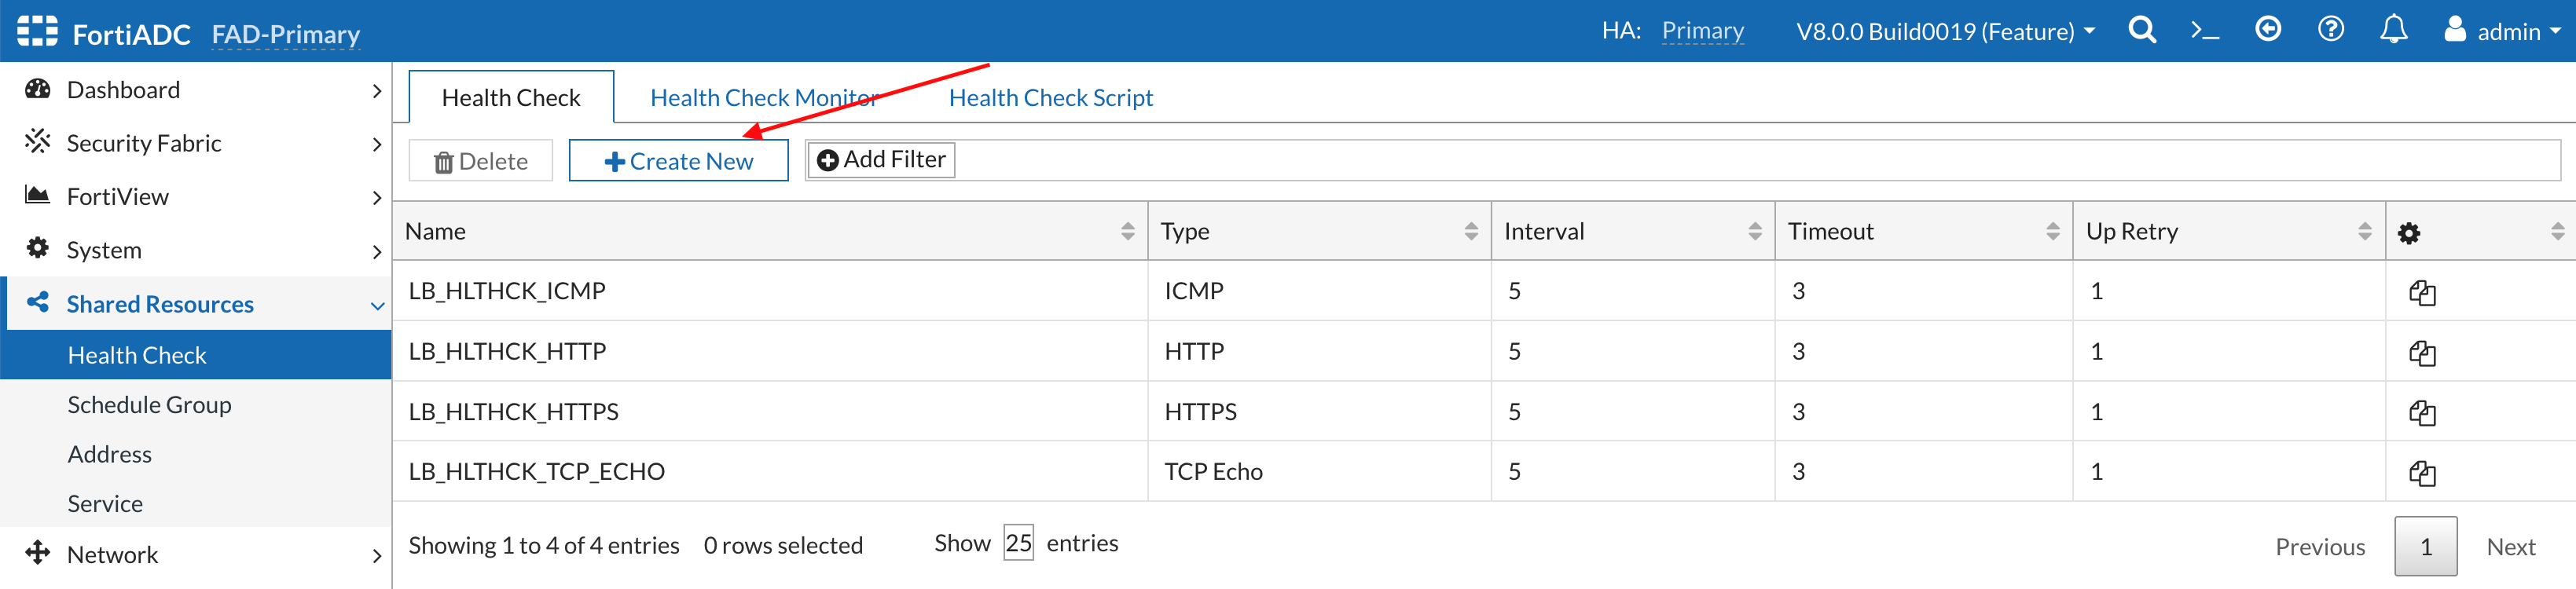 FortiADC FAD-Primary HA: Primary V8.0.0 Build0019 (Feature) admin
Dashboard
Security Fabric
FortiView
System
Shared Resources
Health Check
Schedule Group
Address
Service
Network
Health Check Health Check Monitor Health Check Script
Delete Create New Add Filter
Name Type Interval Timeout Up Retry
LB_HLTHCK_ICMP ICMP 5 3 1
LB_HLTHCK_HTTP HTTP 5 3 1
LB_HLTHCK_HTTPS HTTPS 5 3 1
LB_HLTHCK_TCP_ECHO TCP Echo 5 3 1
Showing 1 to 4 of 4 entries 0 rows selected Show 25 entries Previous 1 Next